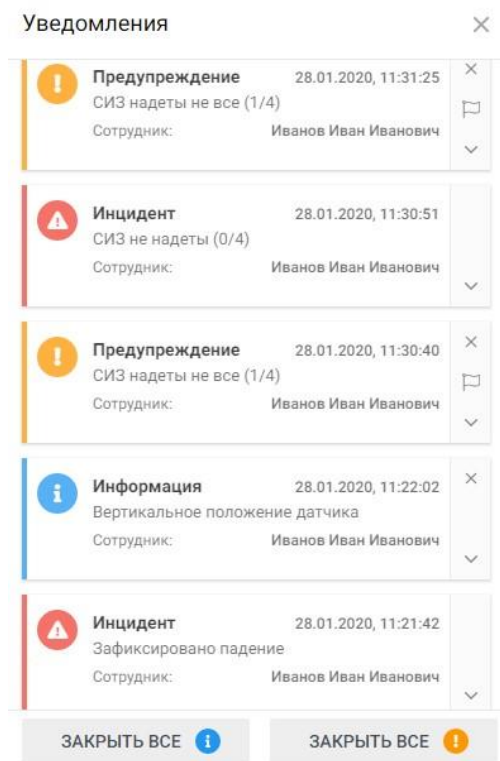 Уведомления
Предупреждение 28.01.2020, 11:31:25
СИЗ надеты не все (1/4)
Сотрудник: Иванов Иван Иванович
Инцидент 28.01.2020, 11:30:51
СИЗ не надеты (0/4)
Сотрудник: Иванов Иван Иванович
Предупреждение 28.01.2020, 11:30:40
СИЗ надеты не все (1/4)
Сотрудник: Иванов Иван Иванович
Информация 28.01.2020, 11:22:02
Вертикальное положение датчика
Сотрудник: Иванов Иван Иванович
Инцидент 28.01.2020, 11:21:42
Зафиксировано падение
Сотрудник: Иванов Иван Иванович
ЗАКРЫТЬ ВСЕ ЗАКРЫТЬ ВСЕ